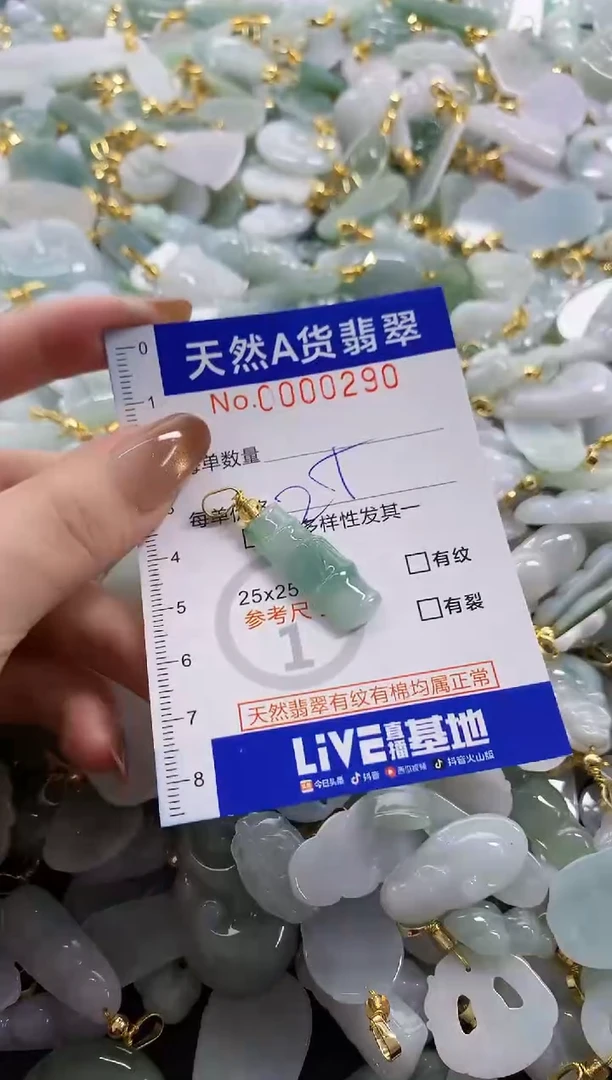 天然A货翡翠
No.C000290
0
1
单数量
2T
每单
多样性发其一
4
有纹
25x25
5
有裂
参考尺
1
6
天然翡翠有纹有棉均属正常
7
LiVE直播基地
8
今日头条 抖音 西瓜视频 抖音火山版